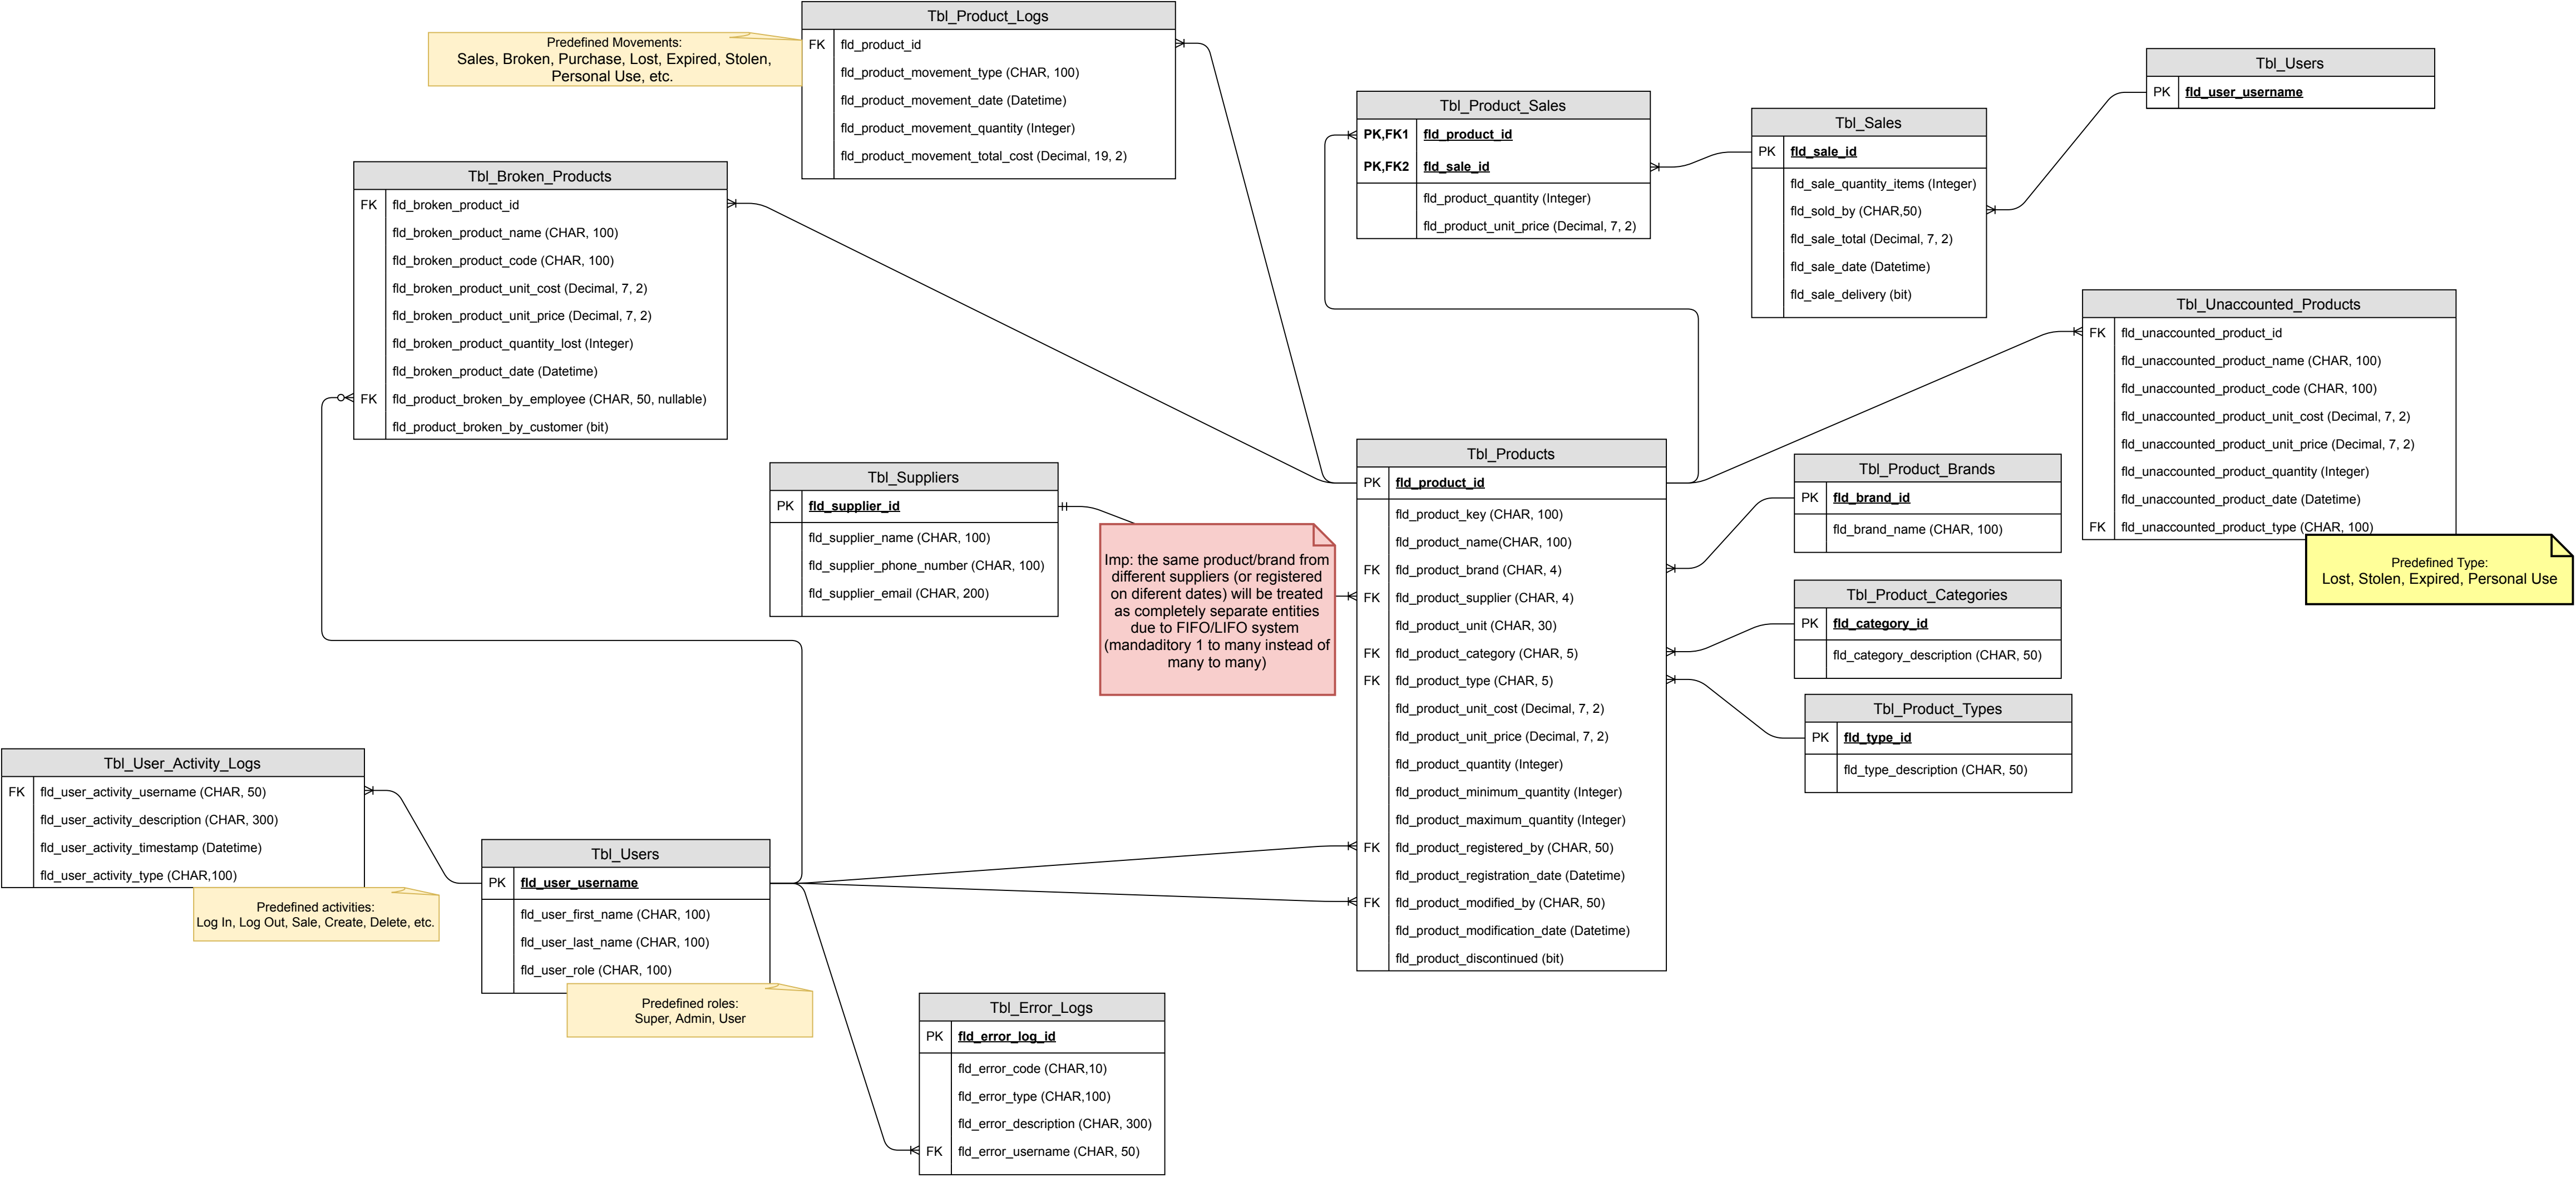 Tbl_Product_Logs
FK fld_product_id
fld_product_movement_type (CHAR, 100)
fld_product_movement_date (Datetime)
fld_product_movement_quantity (Integer)
fld_product_movement_total_cost (Decimal, 19, 2)
Predefined Movements:
Sales, Broken, Purchase, Lost, Expired, Stolen,
Personal Use, etc.
Tbl_Users
PK fld_user_username
Tbl_Product_Sales
PK,FK1 fld_product_id
PK,FK2 fld_sale_id
fld_product_quantity (Integer)
fld_product_unit_price (Decimal, 7, 2)
Tbl_Sales
PK fld_sale_id
fld_sale_quantity_items (Integer)
fld_sold_by (CHAR,50)
fld_sale_total (Decimal, 7, 2)
fld_sale_date (Datetime)
fld_sale_delivery (bit)
Tbl_Broken_Products
FK fld_broken_product_id
fld_broken_product_name (CHAR, 100)
fld_broken_product_code (CHAR, 100)
fld_broken_product_unit_cost (Decimal, 7, 2)
fld_broken_product_unit_price (Decimal, 7, 2)
fld_broken_product_quantity_lost (Integer)
fld_broken_product_date (Datetime)
FK fld_product_broken_by_employee (CHAR, 50, nullable)
fld_product_broken_by_customer (bit)
Tbl_Unaccounted_Products
FK fld_unaccounted_product_id
fld_unaccounted_product_name (CHAR, 100)
fld_unaccounted_product_code (CHAR, 100)
fld_unaccounted_product_unit_cost (Decimal, 7, 2)
fld_unaccounted_product_unit_price (Decimal, 7, 2)
fld_unaccounted_product_quantity (Integer)
fld_unaccounted_product_date (Datetime)
FK fld_unaccounted_product_type (CHAR, 100)
Predefined Type:
Lost, Stolen, Expired, Personal Use
Tbl_Suppliers
PK fld_supplier_id
fld_supplier_name (CHAR, 100)
fld_supplier_phone_number (CHAR, 100)
fld_supplier_email (CHAR, 200)
Imp: the same product/brand from
different suppliers (or registered
on diferent dates) will be treated
as completely separate entities
due to FIFO/LIFO system
(mandaditory 1 to many instead of
many to many)
Tbl_Products
PK fld_product_id
fld_product_key (CHAR, 100)
fld_product_name(CHAR, 100)
FK fld_product_brand (CHAR, 4)
FK fld_product_supplier (CHAR, 4)
fld_product_unit (CHAR, 30)
FK fld_product_category (CHAR, 5)
FK fld_product_type (CHAR, 5)
fld_product_unit_cost (Decimal, 7, 2)
fld_product_unit_price (Decimal, 7, 2)
fld_product_quantity (Integer)
fld_product_minimum_quantity (Integer)
fld_product_maximum_quantity (Integer)
FK fld_product_registered_by (CHAR, 50)
fld_product_registration_date (Datetime)
FK fld_product_modified_by (CHAR, 50)
fld_product_modification_date (Datetime)
fld_product_discontinued (bit)
Tbl_Product_Brands
PK fld_brand_id
fld_brand_name (CHAR, 100)
Tbl_Product_Categories
PK fld_category_id
fld_category_description (CHAR, 50)
Tbl_Product_Types
PK fld_type_id
fld_type_description (CHAR, 50)
Tbl_User_Activity_Logs
FK fld_user_activity_username (CHAR, 50)
fld_user_activity_description (CHAR, 300)
fld_user_activity_timestamp (Datetime)
fld_user_activity_type (CHAR,100)
Predefined activities:
Log In, Log Out, Sale, Create, Delete, etc.
Tbl_Users
PK fld_user_username
fld_user_first_name (CHAR, 100)
fld_user_last_name (CHAR, 100)
fld_user_role (CHAR, 100)
Predefined roles:
Super, Admin, User
Tbl_Error_Logs
PK fld_error_log_id
fld_error_code (CHAR,10)
fld_error_type (CHAR,100)
fld_error_description (CHAR, 300)
FK fld_error_username (CHAR, 50)